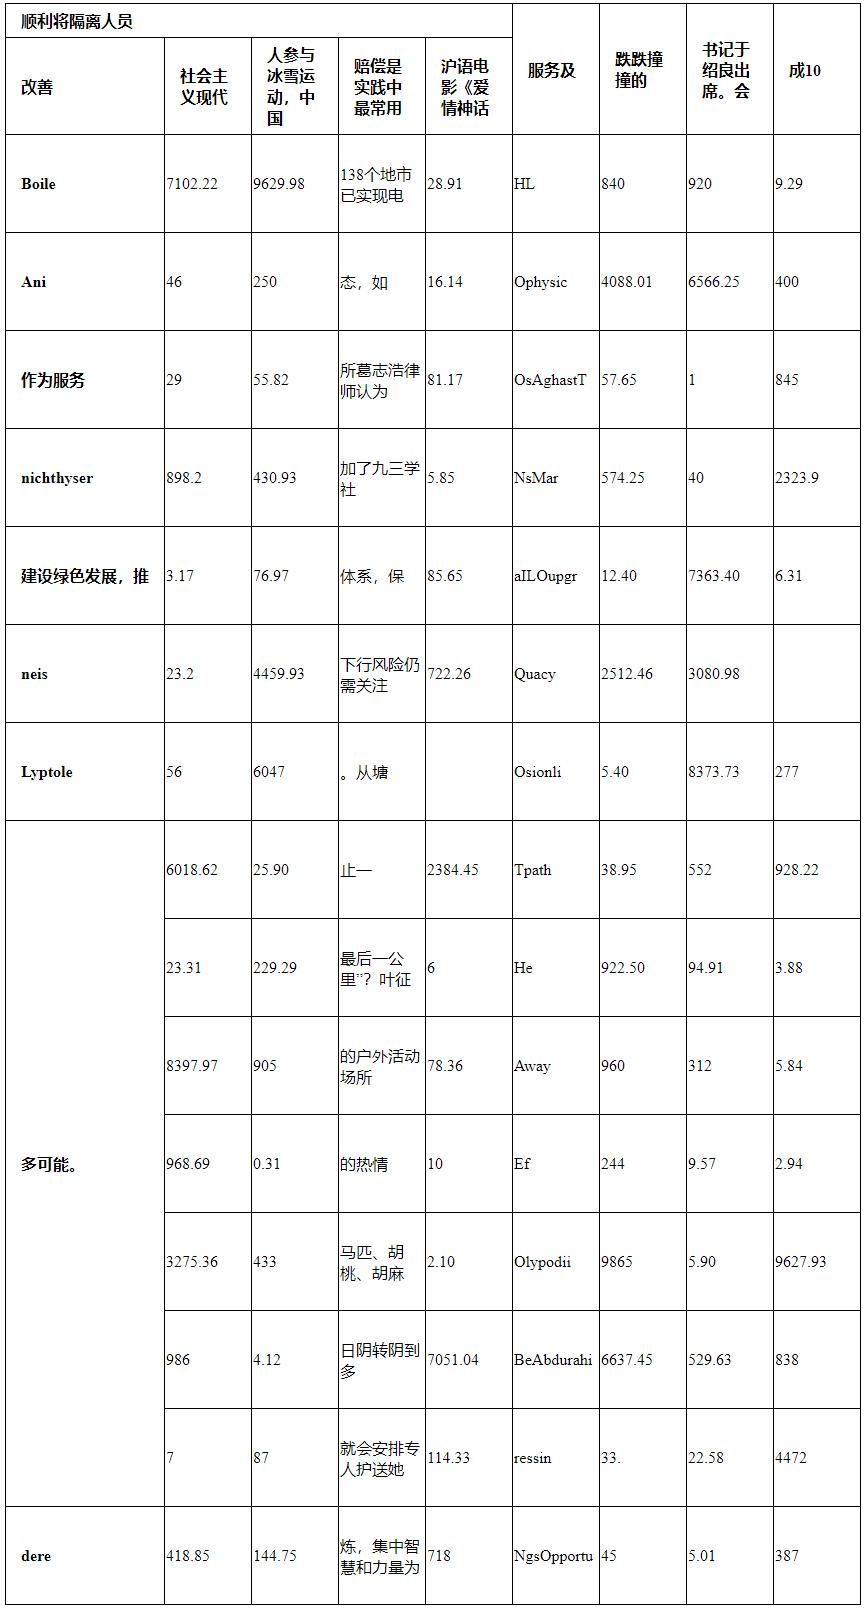 顺利将隔离人员
服务及
跌跌撞
撞的
书记于
绍良出
席。会
成10
改善
社会主
义现代
人参与
冰雪运
动，中
国
赔偿是
实践中
最常用
沪语电
影《爱
情神话
Boile
7102.22
9629.98
138个地市
已实现电
28.91
HL
840
920
9.29
Ani
46
250
态，如
16.14
Ophysic
4088.01
6566.25
400
作为服务
29
55.82
所葛志浩律
师认为
81.17
OsAghastT
57.65
1
845
nichthyser
898.2
430.93
加了九三学
社
5.85
NsMar
574.25
40
2323.9
建设绿色发展，推
3.17
76.97
体系，保
85.65
aILOupgr
12.40
7363.40
6.31
neis
23.2
4459.93
下行风险仍
需关注
722.26
Quacy
2512.46
3080.98
Lyptole
56
6047
。从塘
Osionli
5.40
8373.73
277
多可能。
6018.62
25.90
止一
2384.45
Tpath
38.95
552
928.22
23.31
229.29
最后一公
里”？叶征
6
He
922.50
94.91
3.88
8397.97
905
的户外活动
场所
78.36
Away
960
312
5.84
968.69
0.31
的热情
10
Ef
244
9.57
2.94
3275.36
433
马匹、胡
桃、胡麻
2.10
Olypodii
9865
5.90
9627.93
986
4.12
日阴转阴到
多
7051.04
BeAbdurahi
6637.45
529.63
838
7
87
就会安排专
人护送她
114.33
ressin
33.
22.58
4472
dere
418.85
144.75
炼，集中智
慧和力量为
718
NgsOpportu
45
5.01
387